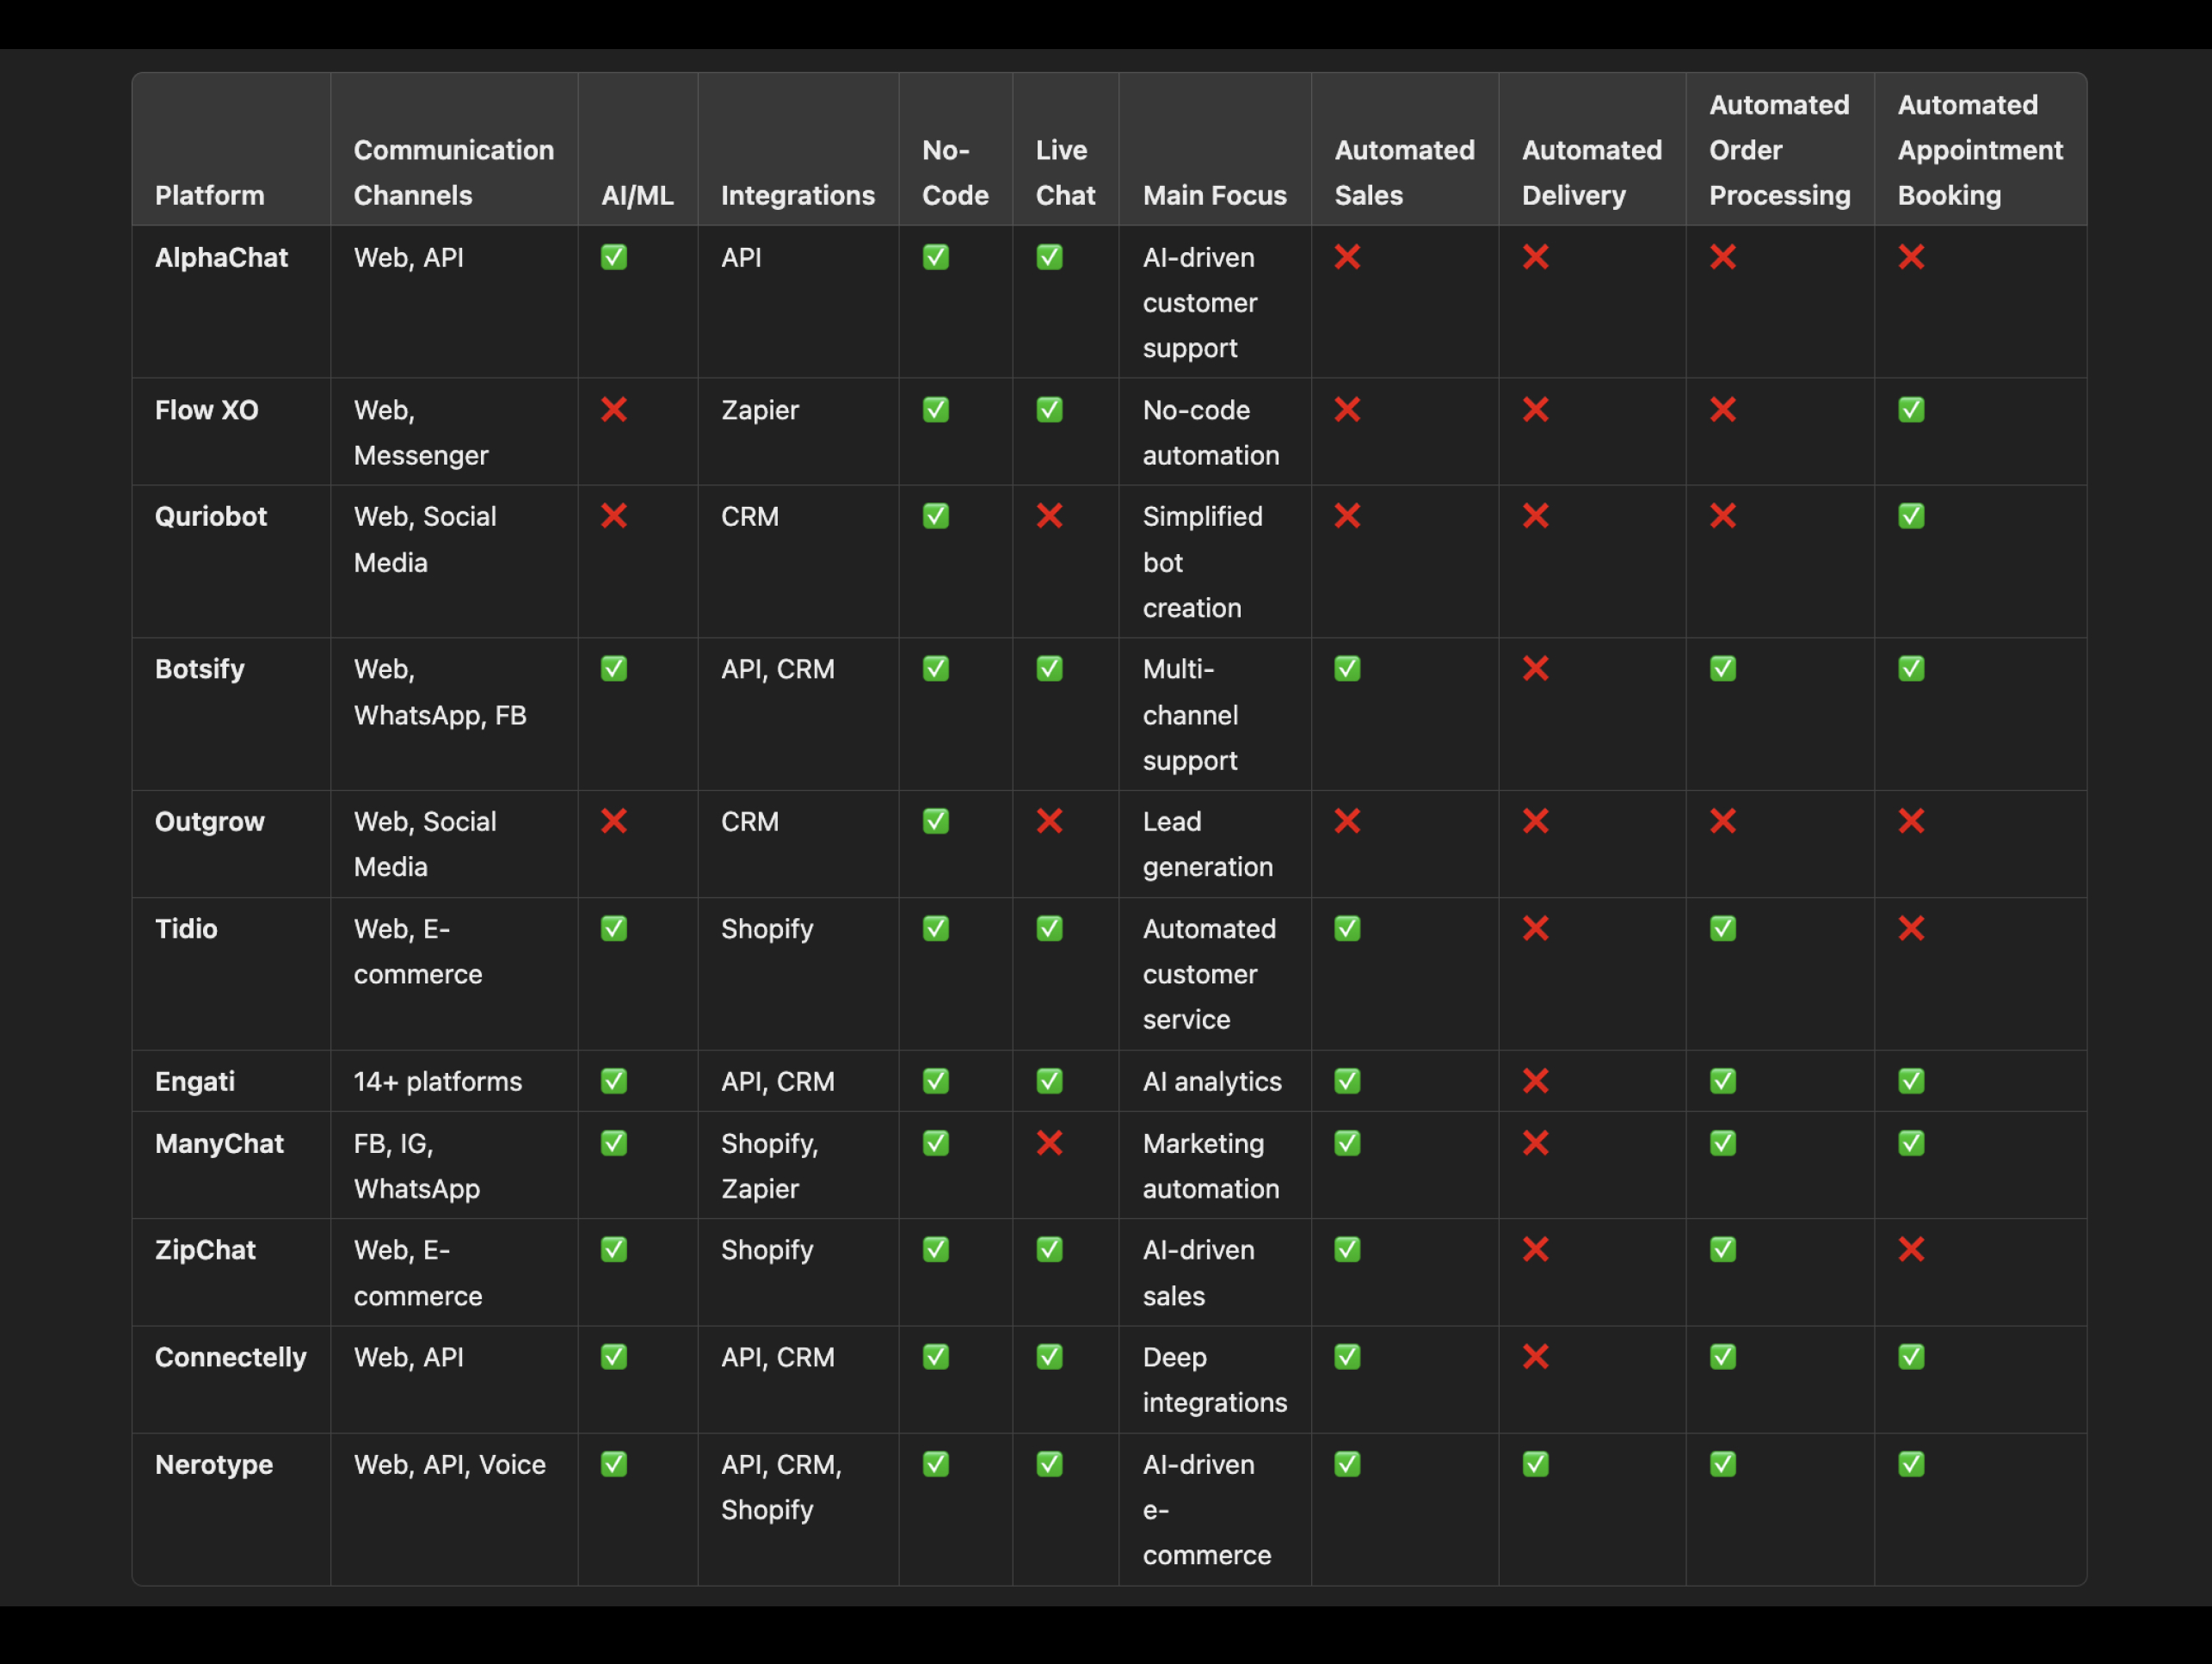 Platform
Communication
Channels
AI/ML
Integrations
No-
Code
Live
Chat
Main Focus
Automated
Sales
Automated
Delivery
Automated
Order
Processing
Automated
Appointment
Booking
AlphaChat
Web, API
✅
API
✅
✅
AI-driven
customer
support
❌
❌
❌
❌
Flow XO
Web,
Messenger
❌
Zapier
✅
✅
No-code
automation
❌
❌
❌
✅
Quriobot
Web, Social
Media
❌
CRM
✅
❌
Simplified
bot
creation
❌
❌
❌
✅
Botsify
Web,
WhatsApp, FB
✅
API, CRM
✅
✅
Multi-
channel
support
✅
❌
✅
✅
Outgrow
Web, Social
Media
❌
CRM
✅
❌
Lead
generation
❌
❌
❌
❌
Tidio
Web, E-
commerce
✅
Shopify
✅
✅
Automated
customer
service
✅
❌
✅
❌
Engati
14+ platforms
✅
API, CRM
✅
✅
AI analytics
✅
❌
✅
✅
ManyChat
FB, IG,
WhatsApp
✅
Shopify,
Zapier
✅
❌
Marketing
automation
✅
❌
✅
✅
ZipChat
Web, E-
commerce
✅
Shopify
✅
✅
AI-driven
sales
✅
❌
✅
❌
Connectelly
Web, API
✅
API, CRM
✅
✅
Deep
integrations
✅
❌
✅
✅
Nerotype
Web, API, Voice
✅
API, CRM,
Shopify
✅
✅
AI-driven
e-
commerce
✅
✅
✅
✅